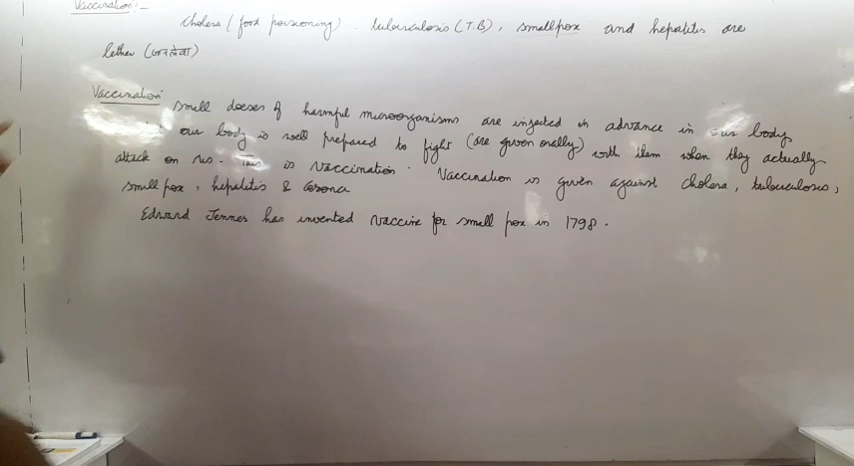 Vaccination:-
cholera (food poisoning). tuberculosis (T.B), smallpox and hepatitis are
lether (जानलेवा)
Vaccination small doeses of harmful microorganisms are injected in advance in our body
our body is well prepared to fight (are given orally) with them when they actually
attack on us. This is vaccination. Vaccination is given against cholera, tuberculosis,
small pox, hepatitis & corona
Edward Jenner has invented vaccine for small pox in 1798.